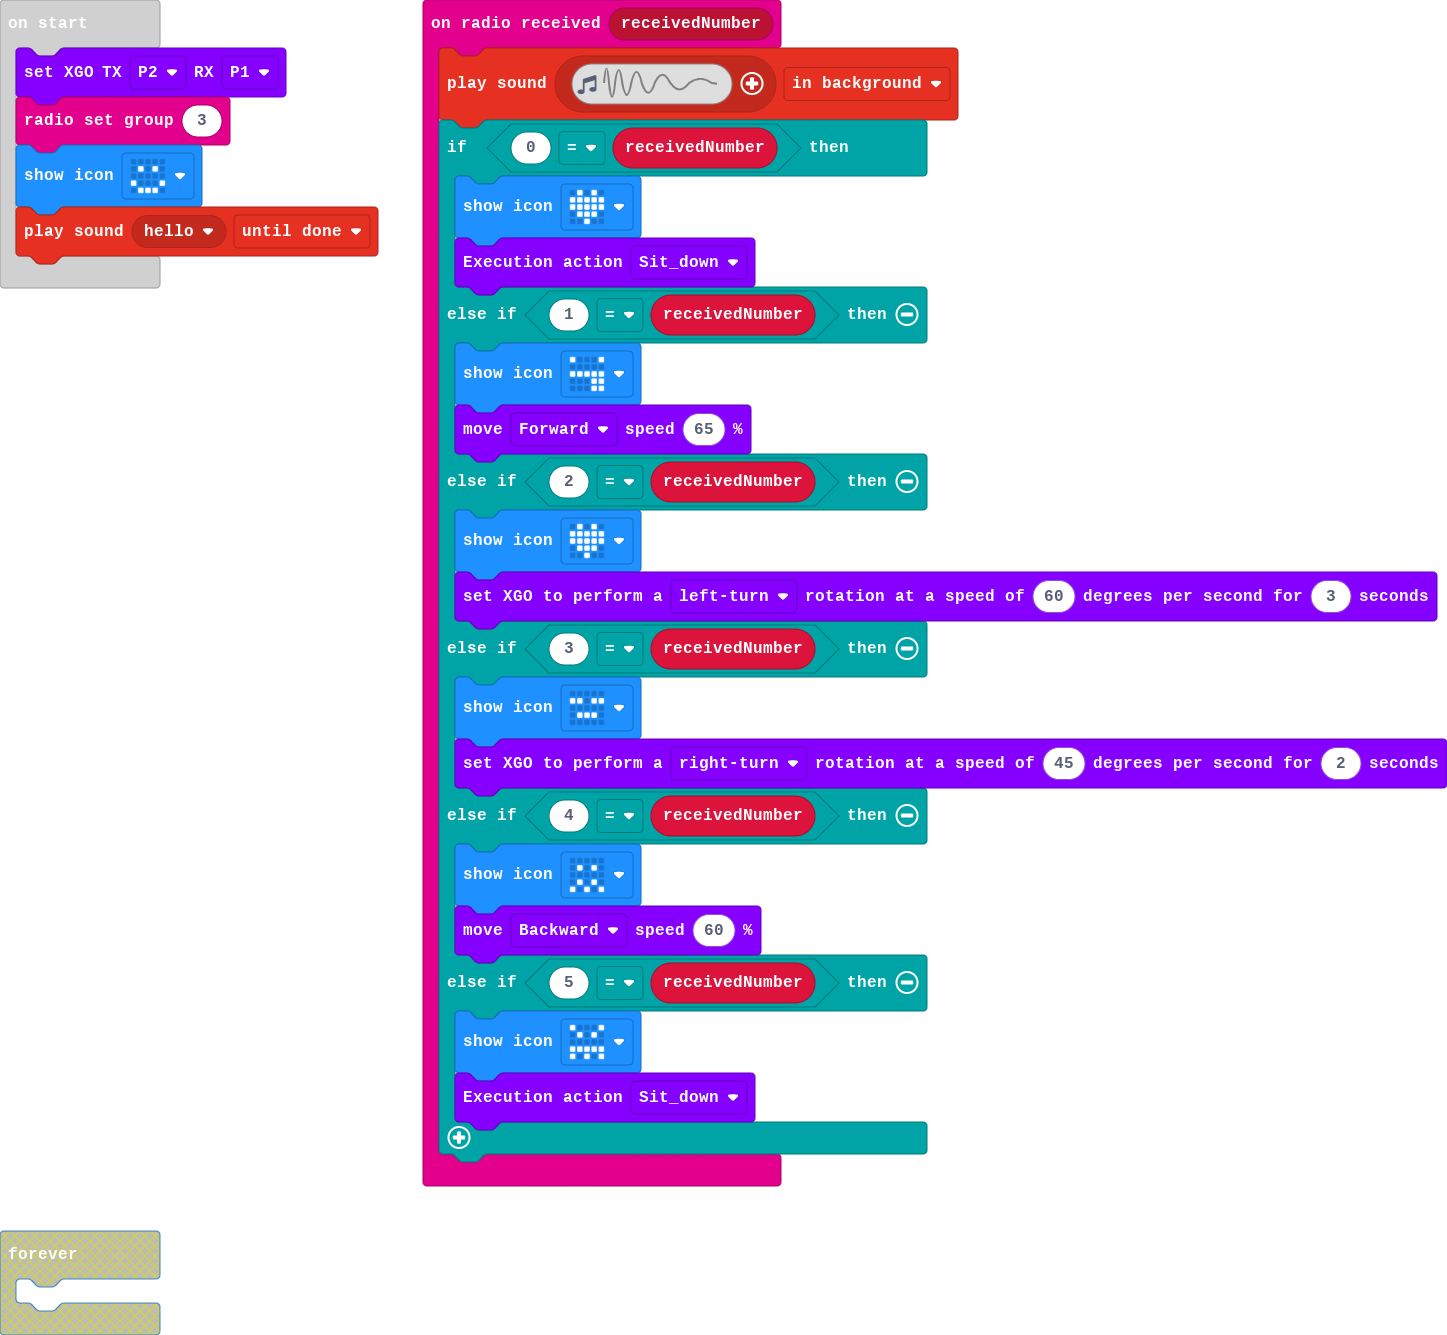 on start
set XGO TX P2 RX P1
radio set group 3
show icon
play sound hello until done
on radio received receivedNumber
play sound in background
if 0 = receivedNumber then
show icon
Execution action Sit_down
else if 1 = receivedNumber then
show icon
move Forward speed 65 %
else if 2 = receivedNumber then
show icon
set XGO to perform a left-turn rotation at a speed of 60 degrees per second for 3 seconds
else if 3 = receivedNumber then
show icon
set XGO to perform a right-turn rotation at a speed of 45 degrees per second for 2 seconds
else if 4 = receivedNumber then
show icon
move Backward speed 60 %
else if 5 = receivedNumber then
show icon
Execution action Sit_down
forever